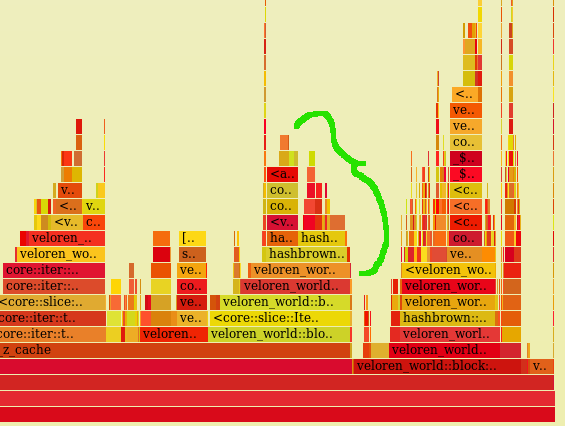 <..
ve..
ve..
co..
_$..
<a.. _$..
v.. co.. <c..
<.. v.. co.. <c..
<v.. c.. <v.. <c..
veloren_.. [.. ha.. hash.. co..
veloren_wo.. s.. hashbrown.. ve..
core::iter::.. ve.. veloren_wor.. <veloren_wo..
core::iter::.. co.. veloren_world.. veloren_wor..
<core::slice:.. ve.. veloren_world::b.. veloren_wor..
core::iter::t.. ve.. <core::slice::Ite.. hashbrown::..
core::iter::t.. veloren.. veloren_world::blo.. veloren_worl..
z_cache veloren_world..
veloren_world::block:.. v..